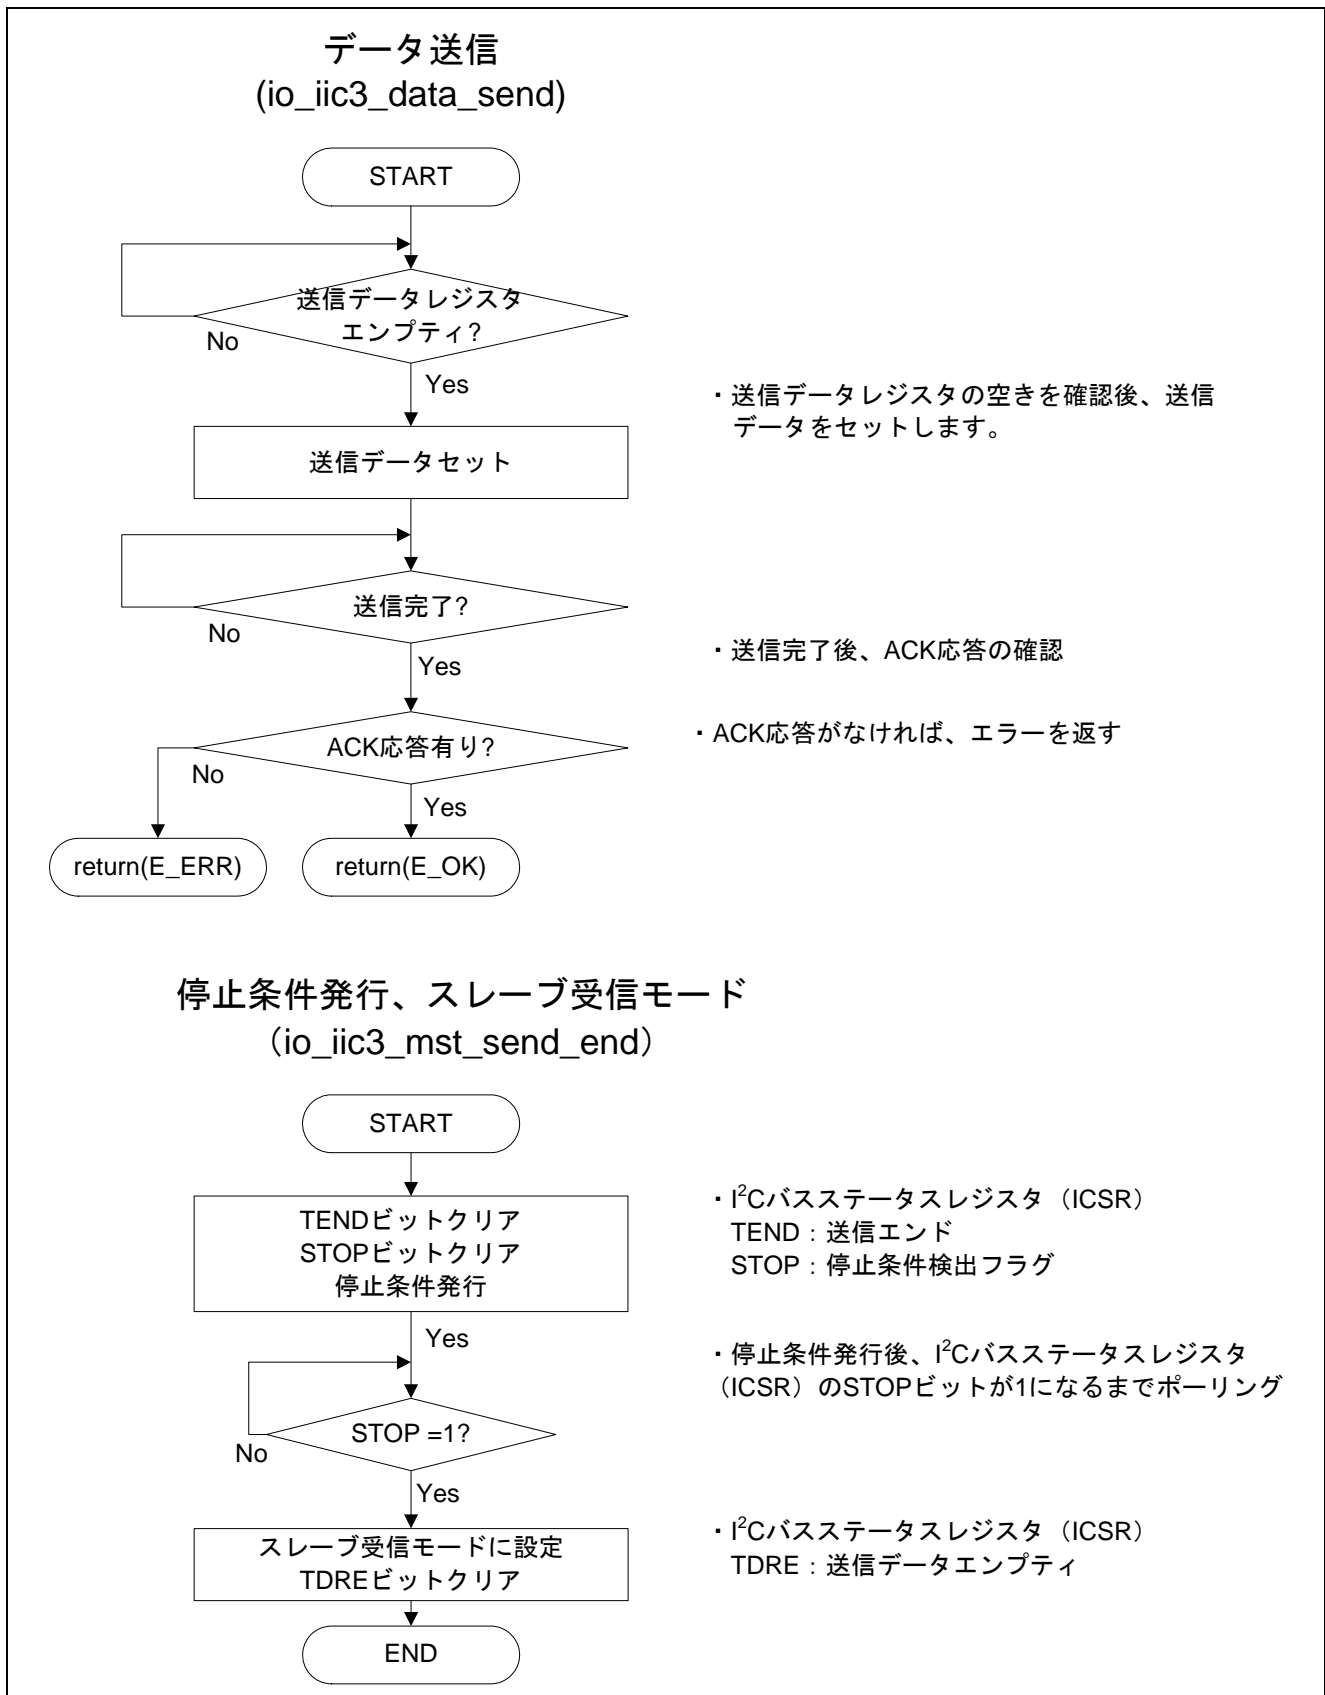 データ送信
(io_iic3_data_send)
START
送信データレジスタ
エンプティ?
No
Yes
・送信データレジスタの空きを確認後、送信
データをセットします。
送信データセット
送信完了?
No
Yes
・送信完了後、ACK応答の確認
ACK応答有り?
・ACK応答がなければ、エラーを返す
No
Yes
return(E_ERR)
return(E_OK)
停止条件発行、スレーブ受信モード
（io_iic3_mst_send_end）
START
TENDビットクリア
STOPビットクリア
停止条件発行
・I²Cバスステータスレジスタ（ICSR）
TEND：送信エンド
STOP：停止条件検出フラグ
Yes
・停止条件発行後、I²Cバスステータスレジスタ
（ICSR）のSTOPビットが1になるまでポーリング
STOP =1?
No
Yes
スレーブ受信モードに設定
TDREビットクリア
・I²Cバスステータスレジスタ（ICSR）
TDRE：送信データエンプティ
END